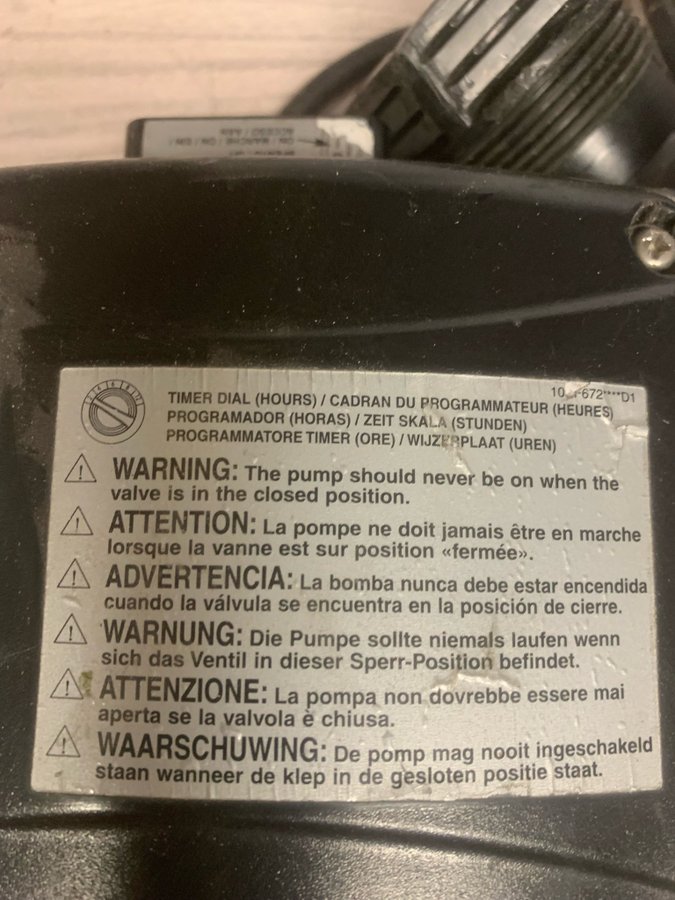 TIMER DIAL (HOURS) / CADRAN DU PROGRAMMATEUR (HEURES)
PROGRAMADOR (HORAS) / ZEIT SKALA (STUNDEN)
PROGRAMMATORE TIMER (ORE) / WIJZERPLAAT (UREN)
WARNING: The pump should never be on when the
valve is in the closed position.
ATTENTION: La pompe ne doit jamais être en marche
lorsque la vanne est sur position «fermée».
ADVERTENCIA: La bomba nunca debe estar encendida
cuando la válvula se encuentra en la posición de cierre.
WARNUNG: Die Pumpe sollte niemals laufen wenn
sich das Ventil in dieser Sperr-Position befindet.
ATTENZIONE: La pompa non dovrebbe essere mai
aperta se la valvola è chiusa.
WAARSCHUWING: De pomp mag nooit ingeschakeld
staan wanneer de klep in de gesloten positie staat.